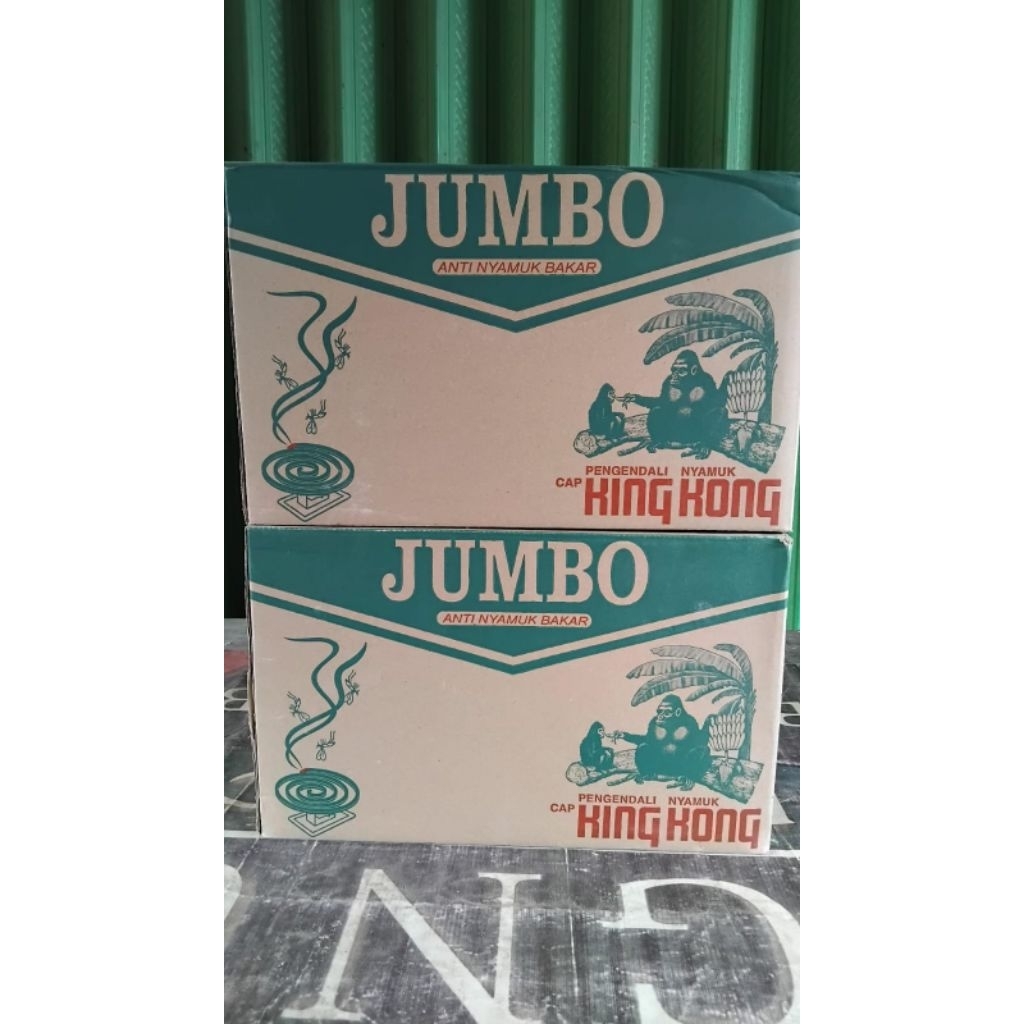 JUMBO
ANTI NYAMUK BAKAR
PENGENDALI NYAMUK
CAP KING KONG
JUMBO
ANTI NYAMUK BAKAR
PENGENDALI NYAMUK
CAP KING KONG
N G